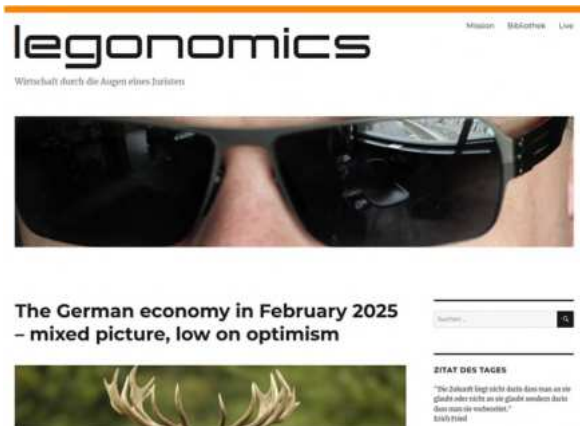 legonomics
Mission Bibliothek Live
Wirtschaft durch die Augen eines Juristen
The German economy in February 2025
– mixed picture, low on optimism
Suchen …
ZITAT DES TAGES
"Die Zukunft liegt nicht darin dass man an sie
glaubt oder nicht an sie glaubt sondern darin
dass man sie vorbereitet."
Erich Fried